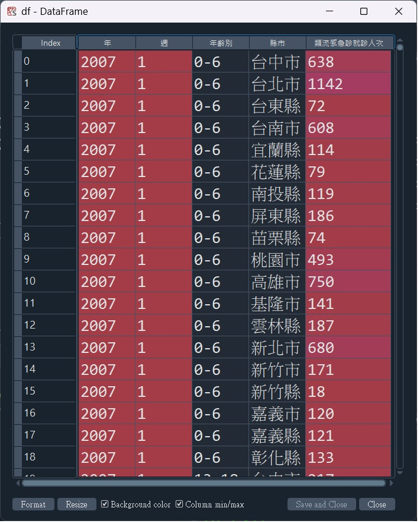 df - DataFrame
Index 年 週 年齡別 縣市 類流感急診就診人次
0 2007 1 0-6 台中市 638
1 2007 1 0-6 台北市 1142
2 2007 1 0-6 台東縣 72
3 2007 1 0-6 台南市 608
4 2007 1 0-6 宜蘭縣 114
5 2007 1 0-6 花蓮縣 79
6 2007 1 0-6 南投縣 119
7 2007 1 0-6 屏東縣 186
8 2007 1 0-6 苗栗縣 74
9 2007 1 0-6 桃園市 493
10 2007 1 0-6 高雄市 750
11 2007 1 0-6 基隆市 141
12 2007 1 0-6 雲林縣 187
13 2007 1 0-6 新北市 680
14 2007 1 0-6 新竹市 171
15 2007 1 0-6 新竹縣 18
16 2007 1 0-6 嘉義市 120
17 2007 1 0-6 嘉義縣 121
18 2007 1 0-6 彰化縣 133
Format Resize Background color Column min/max Save and Close Close